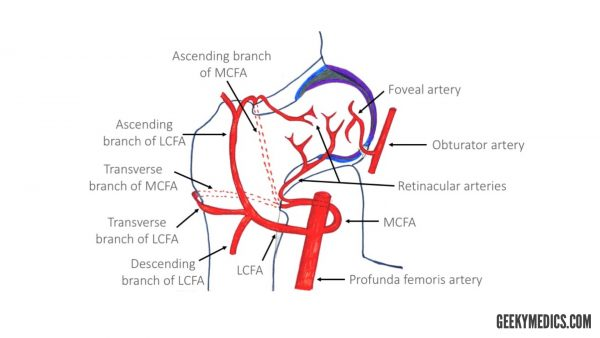 Ascending branch
of MCFA
Foveal artery
Ascending
branch of LCFA
Obturator artery
Transverse
branch of MCFA
Retinacular arteries
Transverse
branch of LCFA
MCFA
Descending
branch of LCFA
LCFA
Profunda femoris artery
GEEKYMEDICS.COM